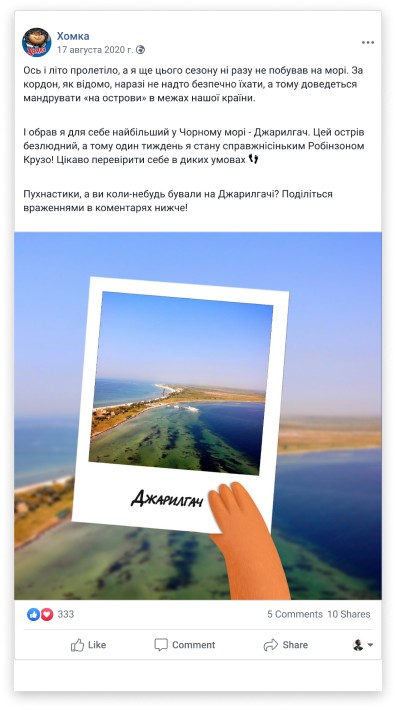 Хомка
17 августа 2020 г.
Ось і літо пролетіло, а я ще цього сезону ні разу не побував на морі. За
кордон, як відомо, наразі не надто безпечно їхати, а тому доведеться
мандрувати «на острови» в межах нашої країни.
І обрав я для себе найбільший у Чорному морі - Джарилгач. Цей острів
безлюдний, а тому один тиждень я стану справжнісіньким Робінзоном
Крузо! Цікаво перевірити себе в диких умовах 👣
Пухнастики, а ви коли-небудь бували на Джарилгачі? Поділіться
враженнями в коментарях нижче!
Джарилгач
333 5 Comments 10 Shares
Like Comment Share